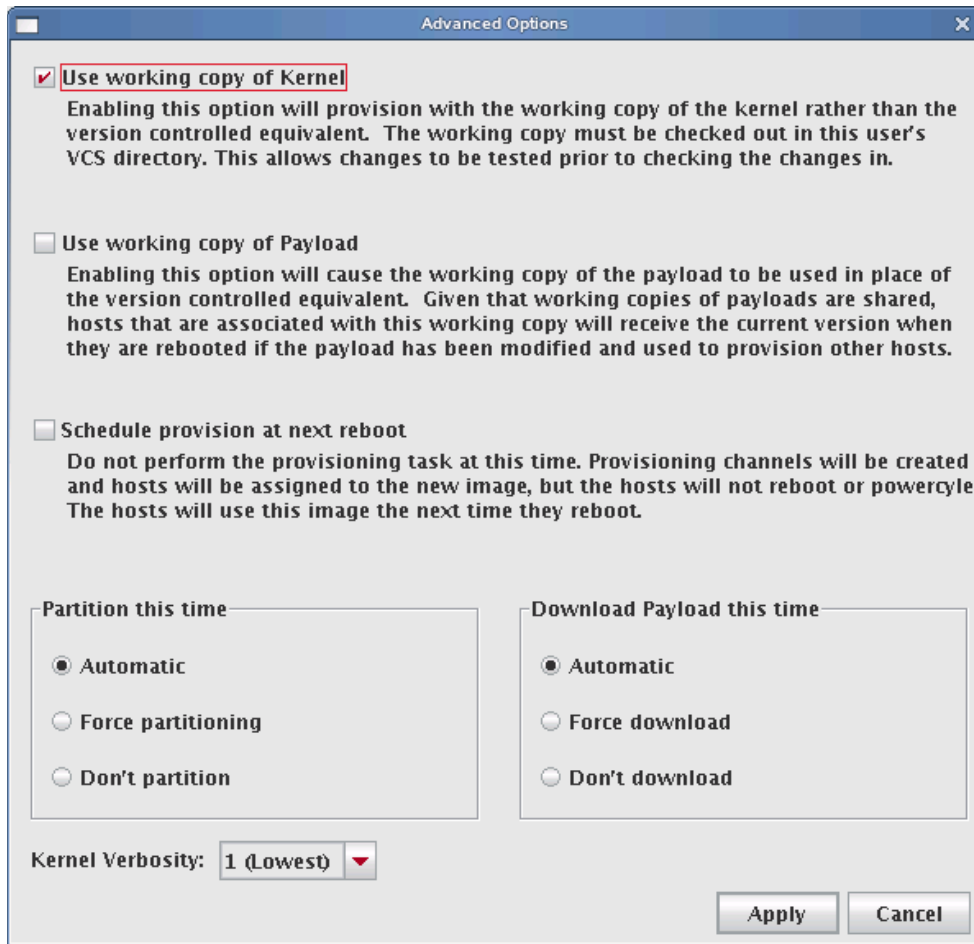 Advanced Options
Use working copy of Kernel
Enabling this option will provision with the working copy of the kernel rather than the
version controlled equivalent. The working copy must be checked out in this user's
VCS directory. This allows changes to be tested prior to checking the changes in.
Use working copy of Payload
Enabling this option will cause the working copy of the payload to be used in place of
the version controlled equivalent. Given that working copies of payloads are shared,
hosts that are associated with this working copy will receive the current version when
they are rebooted if the payload has been modified and used to provision other hosts.
Schedule provision at next reboot
Do not perform the provisioning task at this time. Provisioning channels will be created
and hosts will be assigned to the new image, but the hosts will not reboot or powercyle
The hosts will use this image the next time they reboot.
Partition this time
Automatic
Force partitioning
Don't partition
Download Payload this time
Automatic
Force download
Don't download
Kernel Verbosity: 1 (Lowest)
Apply Cancel